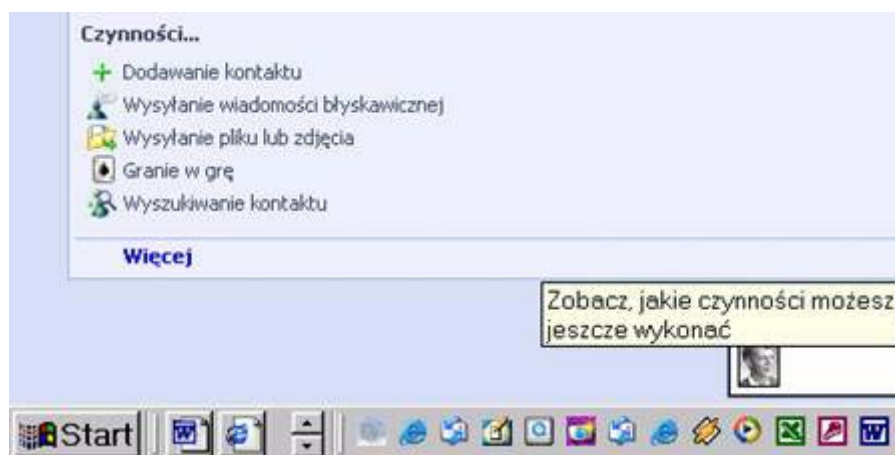 Czynności...
Dodawanie kontaktu
Wysyłanie wiadomości błyskawicznej
Wysyłanie pliku lub zdjęcia
Granie w grę
Wyszukiwanie kontaktu
Więcej
Zobacz, jakie czynności możesz
jeszcze wykonać
Start